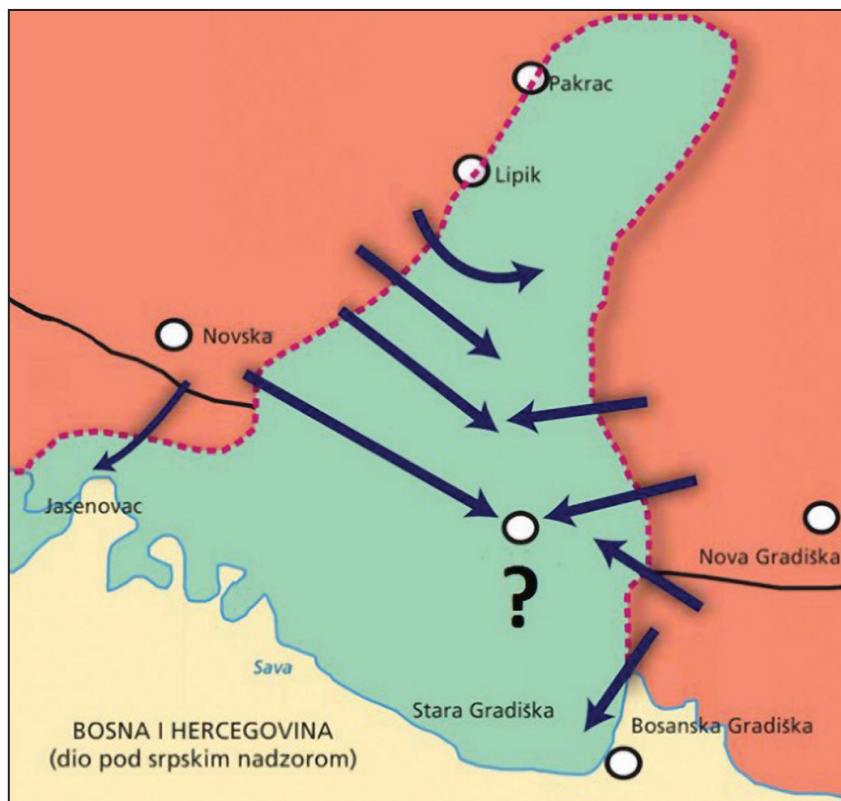 Pakrac
Lipik
Novska
Jasenovac
Nova Gradiška
?
Sava
Stara Gradiška
Bosanska Gradiška
BOSNA I HERCEGOVINA
(dio pod srpskim nadzorom)